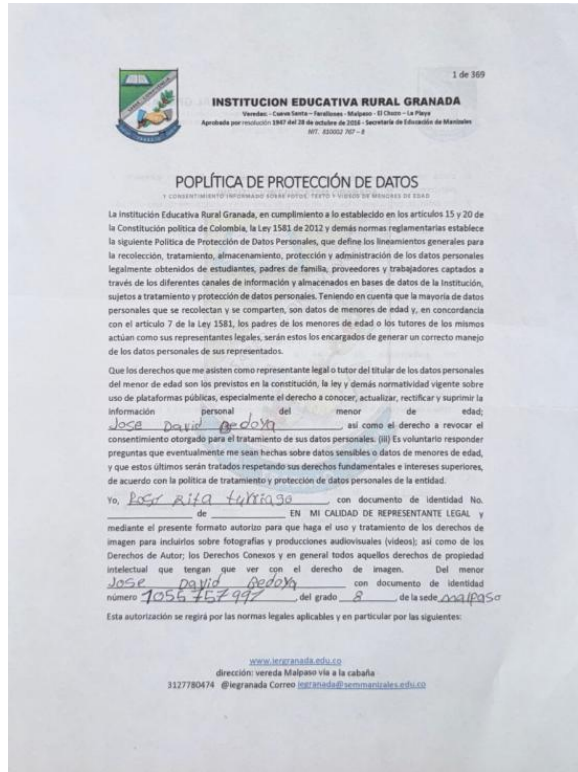 1 de 369
INSTITUCION EDUCATIVA RURAL GRANADA
Veredas: - Cueva Santa – Farallones - Malpaso - El Chuzo – La Playa
Aprobada por resolución 1947 del 28 de octubre de 2016 - Secretaría de Educación de Manizales
NIT. 810002 767 – 8
POPLÍTICA DE PROTECCIÓN DE DATOS
Y CONSENTIMIENTO INFORMADO SOBRE FOTOS, TEXTO Y VIDEOS DE MENORES DE EDAD
La Institución Educativa Rural Granada, en cumplimiento a lo establecido en los artículos 15 y 20 de
la Constitución política de Colombia, la Ley 1581 de 2012 y demás normas reglamentarias establece
la siguiente Política de Protección de Datos Personales, que define los lineamientos generales para
la recolección, tratamiento, almacenamiento, protección y administración de los datos personales
legalmente obtenidos de estudiantes, padres de familia, proveedores y trabajadores captados a
través de los diferentes canales de información y almacenados en bases de datos de la Institución,
sujetos a tratamiento y protección de datos personales. Teniendo en cuenta que la mayoría de datos
personales que se recolectan y se comparten, son datos de menores de edad y, en concordancia
con el artículo 7 de la Ley 1581, los padres de los menores de edad o los tutores de los mismos
actúan como sus representantes legales, serán estos los encargados de generar un correcto manejo
de los datos personales de sus representados.
Que los derechos que me asisten como representante legal o tutor del titular de los datos personales
del menor de edad son los previstos en la constitución, la ley y demás normatividad vigente sobre
uso de plataformas públicas, especialmente el derecho a conocer, actualizar, rectificar y suprimir la
información personal del menor de edad;
Jose David Bedoya, así como el derecho a revocar el
consentimiento otorgado para el tratamiento de sus datos personales. (iii) Es voluntario responder
preguntas que eventualmente me sean hechas sobre datos sensibles o datos de menores de edad,
y que estos últimos serán tratados respetando sus derechos fundamentales e intereses superiores,
de acuerdo con la política de tratamiento y protección de datos personales de la entidad.
Yo, Rita, con documento de identidad No.
de EN MI CALIDAD DE REPRESENTANTE LEGAL y
mediante el presente formato autorizo para que haga el uso y tratamiento de los derechos de
imagen para incluirlos sobre fotografías y producciones audiovisuales (videos); así como de los
Derechos de Autor; los Derechos Conexos y en general todos aquellos derechos de propiedad
intelectual que tengan que ver con el derecho de imagen. Del menor
Jose David Bedoya con documento de identidad
número, del grado 8, de la sede malpaso
Esta autorización se regirá por las normas legales aplicables y en particular por las siguientes:
www.iergranada.edu.co
dirección: vereda Malpaso vía a la cabaña
3127780474 @iegranada Correo iegranada@semmanizales.edu.co